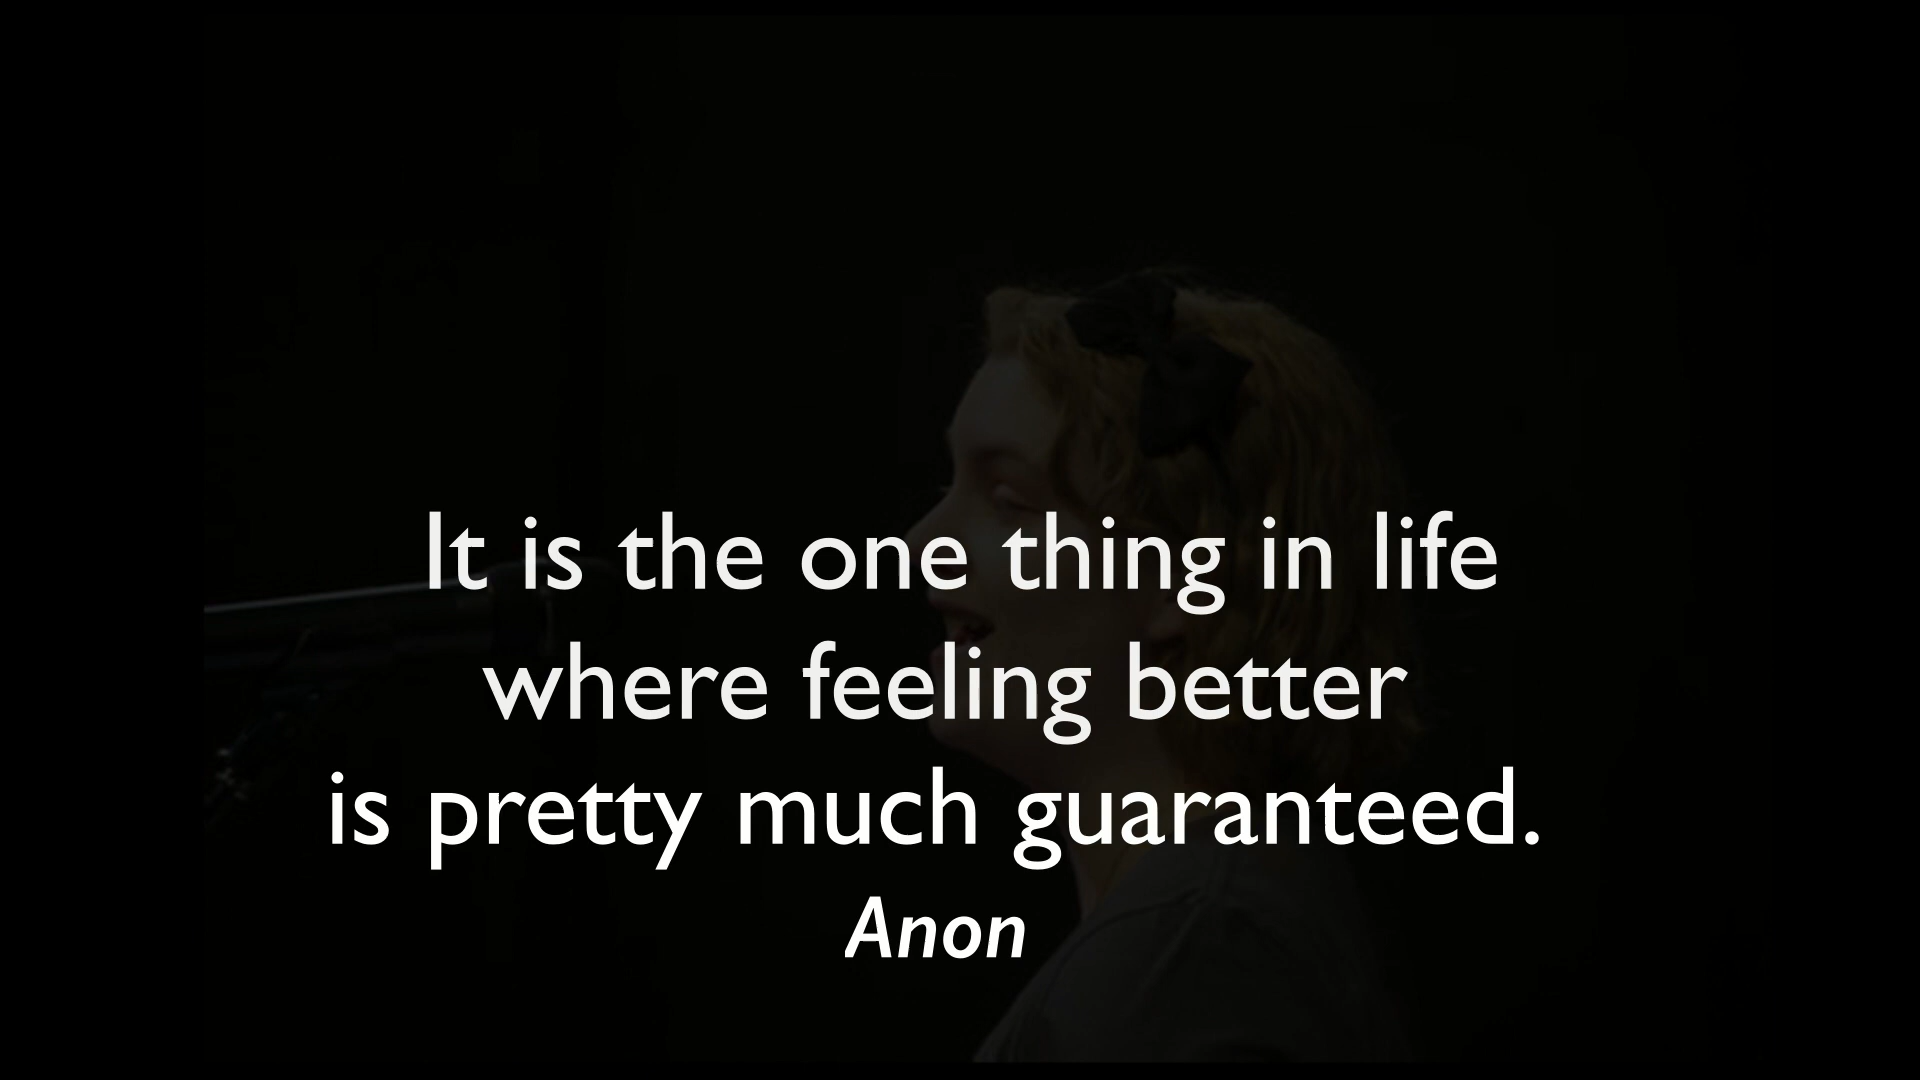 It is the one thing in life
where feeling better
is pretty much guaranteed.
Anon